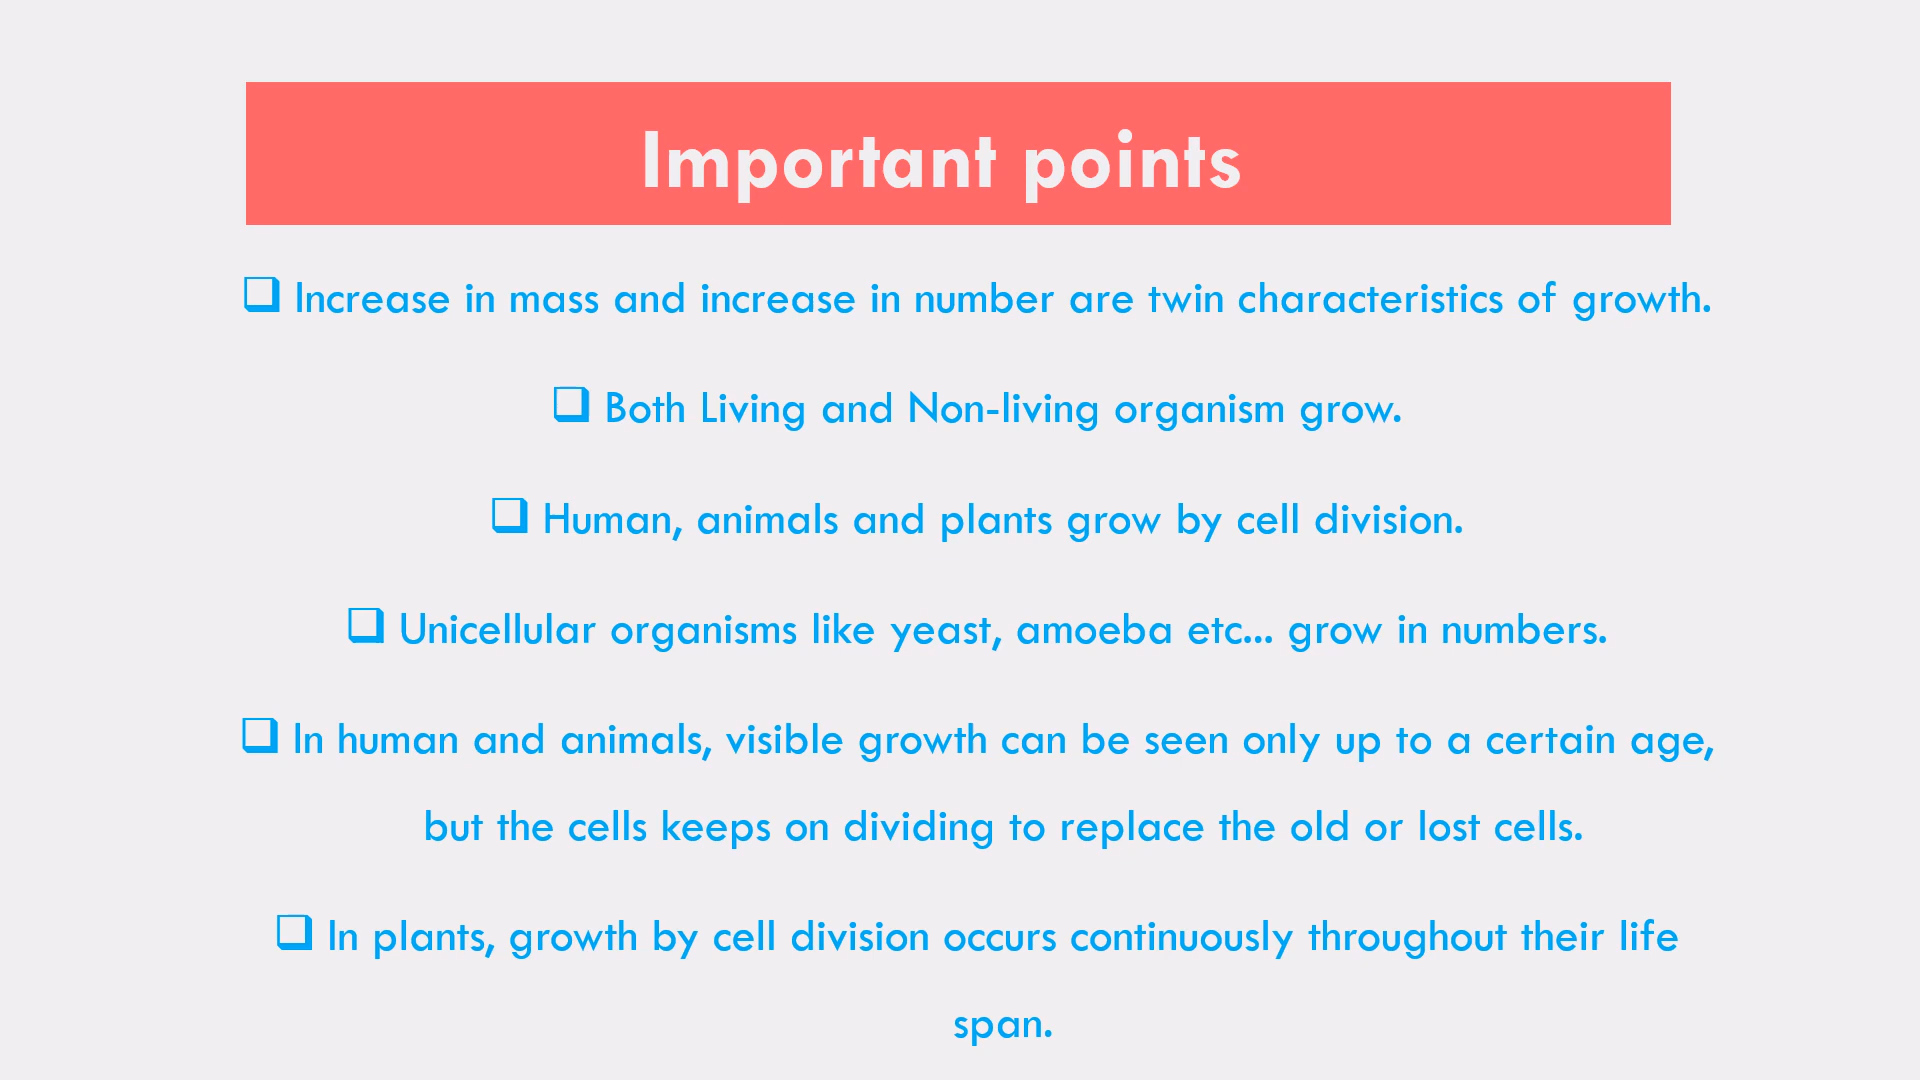 Important points
❑ Increase in mass and increase in number are twin characteristics of growth.
❑ Both Living and Non-living organism grow.
❑ Human, animals and plants grow by cell division.
❑ Unicellular organisms like yeast, amoeba etc... grow in numbers.
❑ In human and animals, visible growth can be seen only up to a certain age,
but the cells keeps on dividing to replace the old or lost cells.
❑ In plants, growth by cell division occurs continuously throughout their life
span.